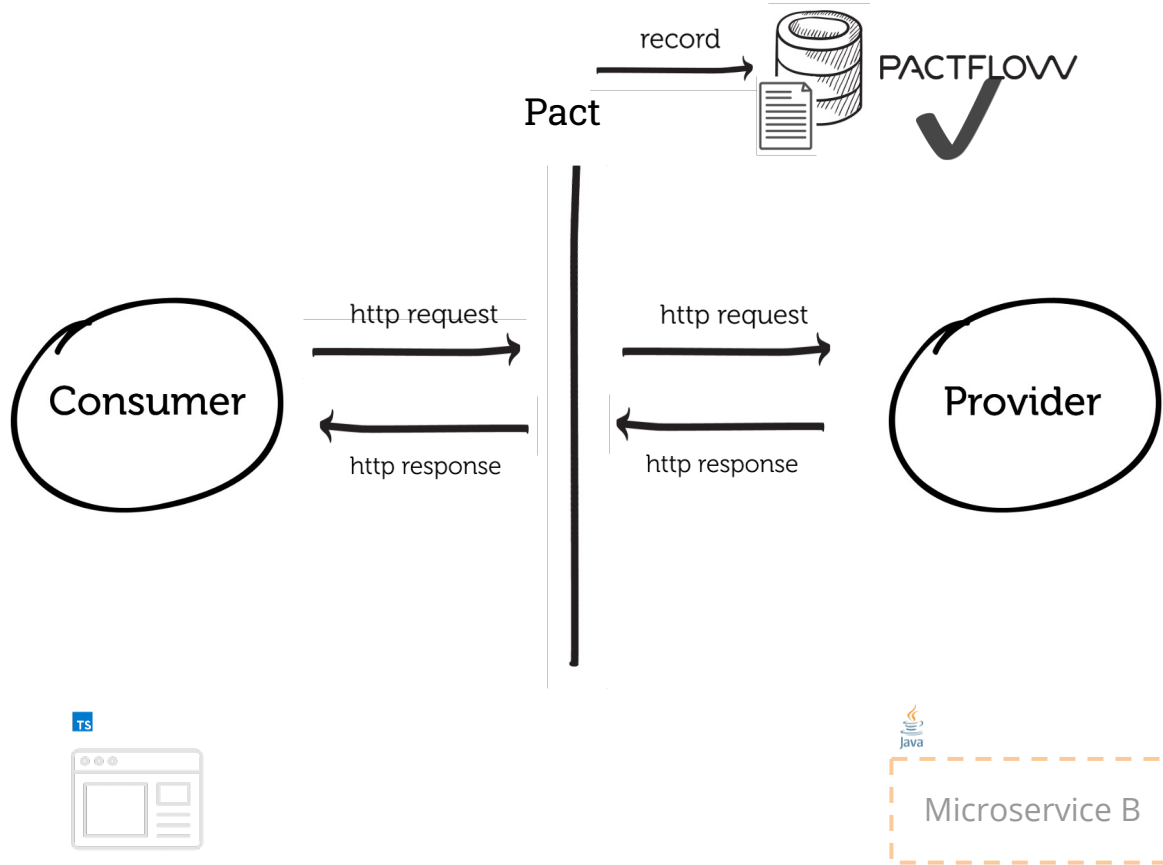 record
PACTFLOW
Pact
http request
http request
Consumer
Provider
http response
http response
TS
Java
Microservice B